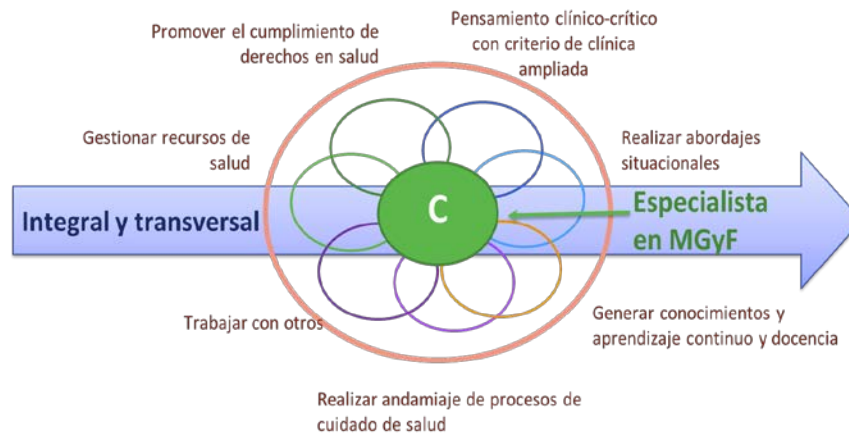 Promover el cumplimiento de
derechos en salud
Pensamiento clínico-crítico
con criterio de clínica
ampliada
Gestionar recursos de
salud
Realizar abordajes
situacionales
Integral y transversal
C
Especialista
en MGyF
Trabajar con otros
Generar conocimientos y
aprendizaje continuo y docencia
Realizar andamiaje de procesos de
cuidado de salud